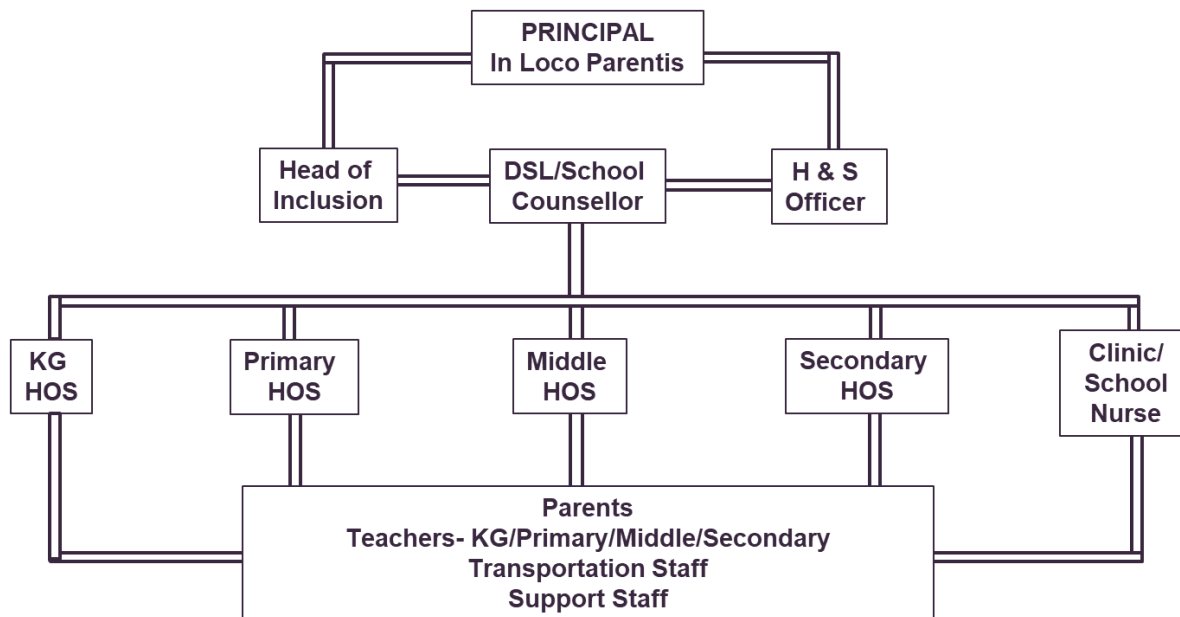 PRINCIPAL
In Loco Parentis
Head of
Inclusion
DSL/School
Counsellor
H & S
Officer
KG
HOS
Primary
HOS
Middle
HOS
Secondary
HOS
Clinic/
School
Nurse
Parents
Teachers- KG/Primary/Middle/Secondary
Transportation Staff
Support Staff